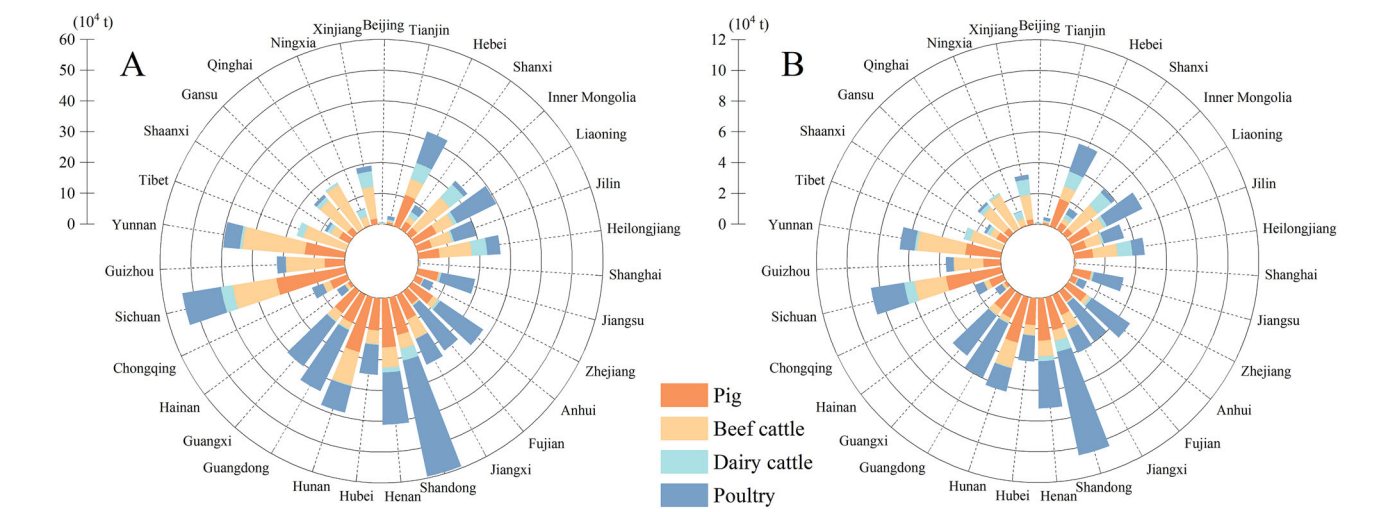 (10⁴ t)
60
50
40
30
20
10
0
A
Beijing
Tianjin
Hebei
Shanxi
Inner Mongolia
Liaoning
Jilin
Heilongjiang
Shanghai
Jiangsu
Zhejiang
Anhui
Fujian
Jiangxi
Shandong
Henan
Hubei
Hunan
Guangdong
Guangxi
Hainan
Chongqing
Sichuan
Guizhou
Yunnan
Tibet
Shaanxi
Gansu
Qinghai
Ningxia
Xinjiang
Pig
Beef cattle
Dairy cattle
Poultry
(10⁴ t)
12
10
8
6
4
2
0
B
Beijing
Tianjin
Hebei
Shanxi
Inner Mongolia
Liaoning
Jilin
Heilongjiang
Shanghai
Jiangsu
Zhejiang
Anhui
Fujian
Jiangxi
Shandong
Henan
Hubei
Hunan
Guangdong
Guangxi
Hainan
Chongqing
Sichuan
Guizhou
Yunnan
Tibet
Shaanxi
Gansu
Qinghai
Ningxia
Xinjiang